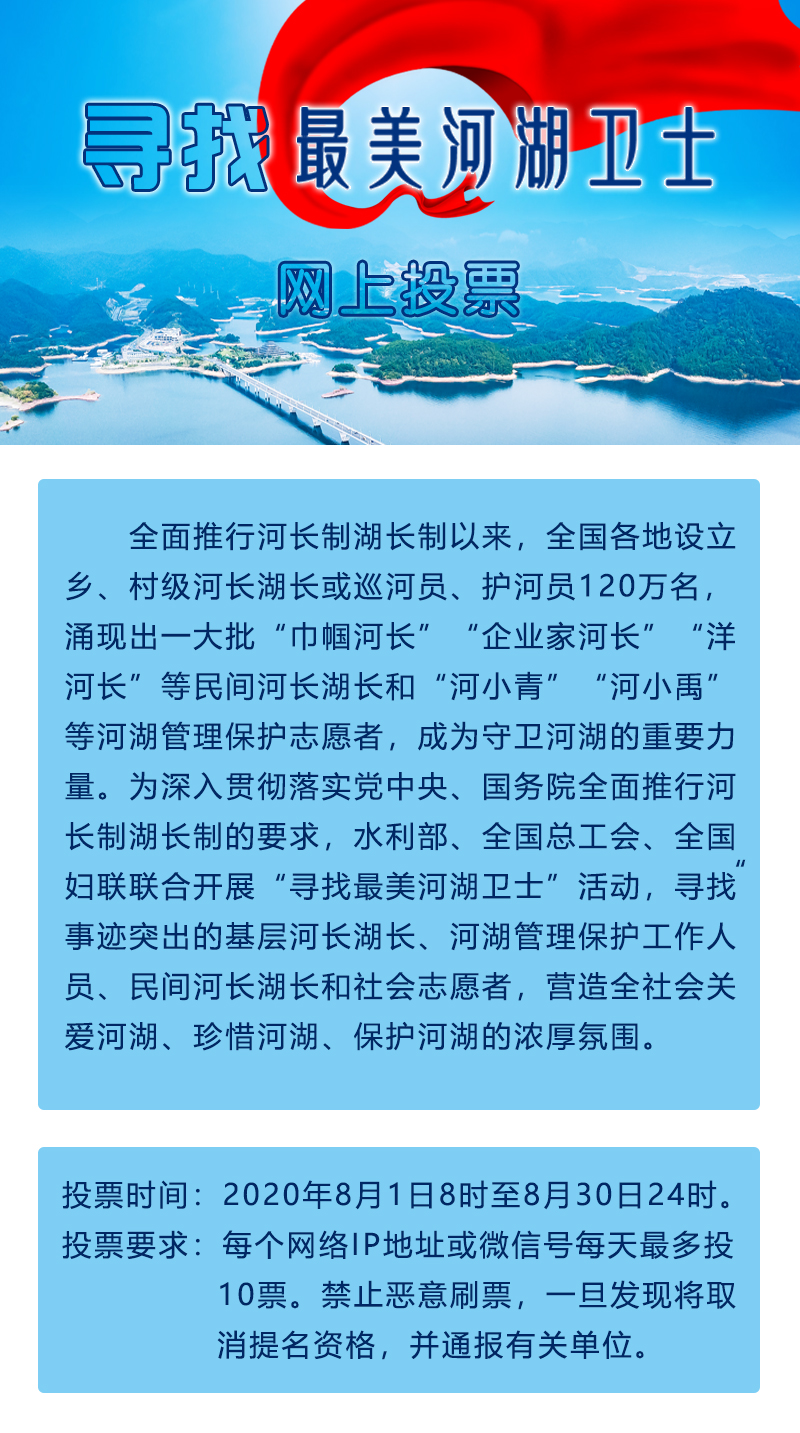 寻找最美河湖卫士
网上投票
全面推行河长制湖长制以来，全国各地设立
乡、村级河长湖长或巡河员、护河员120万名，
涌现出一大批“巾帼河长”“企业家河长”“洋
河长”等民间河长湖长和“河小青”“河小禹”
等河湖管理保护志愿者，成为守卫河湖的重要力
量。为深入贯彻落实党中央、国务院全面推行河
长制湖长制的要求，水利部、全国总工会、全国
妇联联合开展“寻找最美河湖卫士”活动，寻找“
事迹突出的基层河长湖长、河湖管理保护工作人
员、民间河长湖长和社会志愿者，营造全社会关
爱河湖、珍惜河湖、保护河湖的浓厚氛围。
投票时间：2020年8月1日8时至8月30日24时。
投票要求：每个网络IP地址或微信号每天最多投
10票。禁止恶意刷票，一旦发现将取
消提名资格，并通报有关单位。